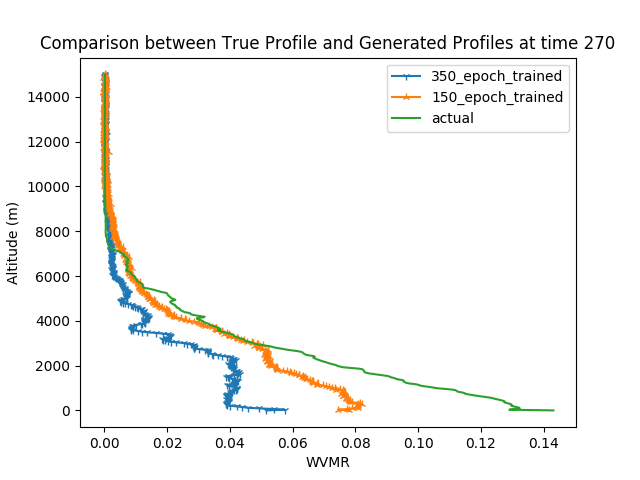 Comparison between True Profile and Generated Profiles at time 270
350_epoch_trained
150_epoch_trained
actual
Altitude (m)
14000
12000
10000
8000
6000
4000
2000
0
0.00 0.02 0.04 0.06 0.08 0.10 0.12 0.14
WVMR